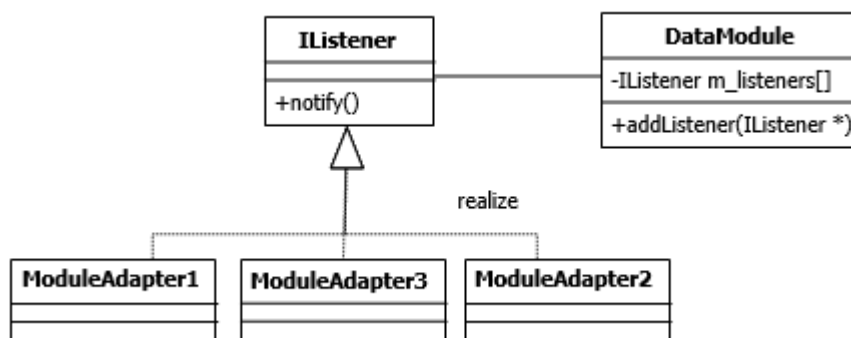 IListener
+notify()
DataModule
-IListener m_listeners[]
+addListener(IListener *)
realize
ModuleAdapter1
ModuleAdapter3
ModuleAdapter2